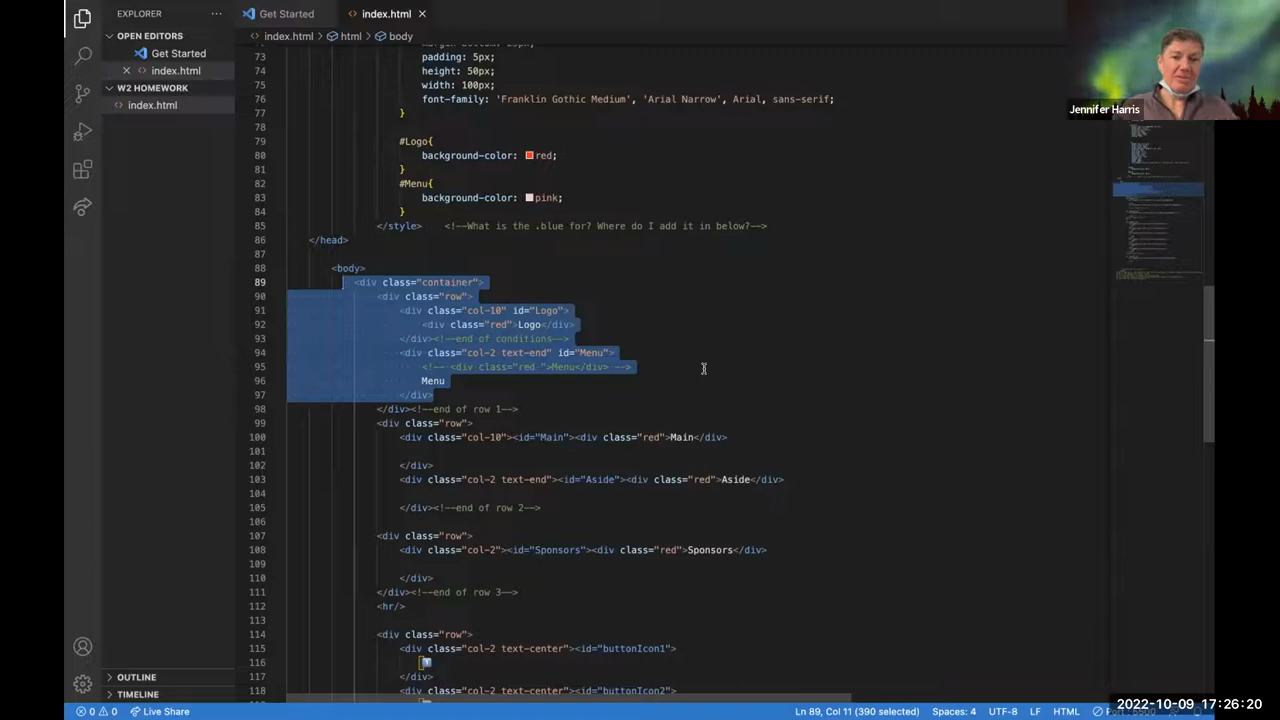 EXPLORER
Get Started
index.html
OPEN EDITORS
index.html > html > body
Get Started
index.html
W2 HOMEWORK
index.html
73 padding: 5px;
74 height: 50px;
75 width: 100px;
76 font-family: 'Franklin Gothic Medium', 'Arial Narrow', Arial, sans-serif;
77 }
78
79 #Logo{
80 background-color: red;
81 }
82 #Menu{
83 background-color: pink;
84 }
85 </style> <!--What is the .blue for? Where do I add it in below?-->
86 </head>
87
88 <body>
89 <div class="container">
90 <div class="row">
91 <div class="col-10" id="Logo">
92 <div class="red">Logo</div>
93 </div><!--end of conditions-->
94 <div class="col-2 text-end" id="Menu">
95 <!-- <div class="red ">Menu</div> -->
96 Menu
97 </div>
98 </div><!--end of row 1-->
99 <div class="row">
100 <div class="col-10"><id="Main"><div class="red">Main</div>
101
102 </div>
103 <div class="col-2 text-end"><id="Aside"><div class="red">Aside</div>
104
105 </div><!--end of row 2-->
106
107 <div class="row">
108 <div class="col-2"><id="Sponsors"><div class="red">Sponsors</div>
109
110 </div>
111 </div><!--end of row 3-->
112 <hr/>
113
114 <div class="row">
115 <div class="col-2 text-center"><id="buttonIcon1">
116
117 </div>
118 <div class="col-2 text-center"><id="buttonIcon2">
Jennifer Harris
OUTLINE
TIMELINE
0 0 Live Share
Ln 89, Col 11 (390 selected) Spaces: 4 UTF-8 LF HTML
2022-10-09 17:26:20